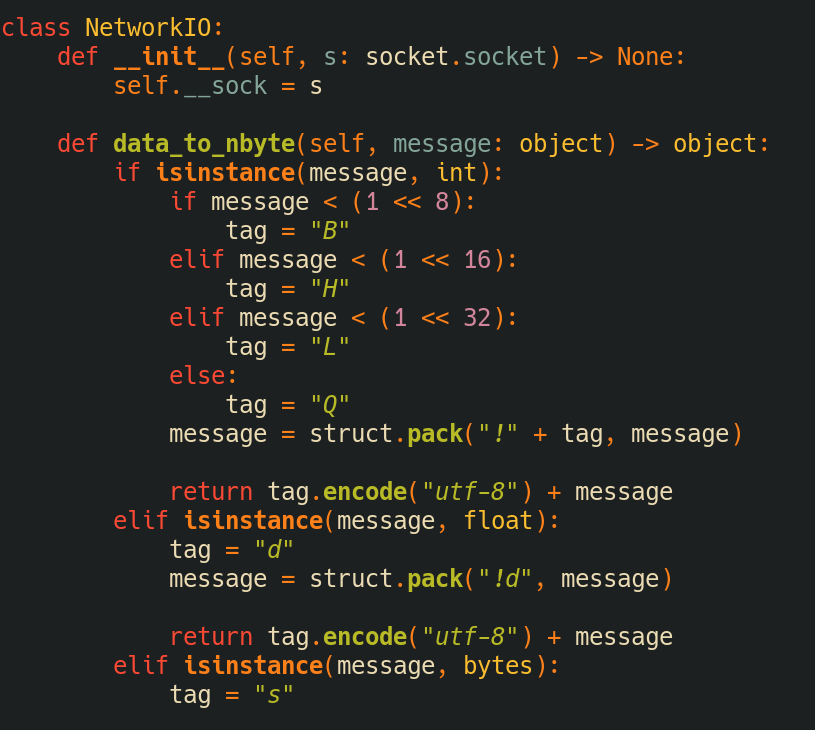 class NetworkIO:
    def __init__(self, s: socket.socket) -> None:
        self.__sock = s

    def data_to_nbyte(self, message: object) -> object:
        if isinstance(message, int):
            if message < (1 << 8):
                tag = "B"
            elif message < (1 << 16):
                tag = "H"
            elif message < (1 << 32):
                tag = "L"
            else:
                tag = "Q"
            message = struct.pack("!" + tag, message)

            return tag.encode("utf-8") + message
        elif isinstance(message, float):
            tag = "d"
            message = struct.pack("!d", message)

            return tag.encode("utf-8") + message
        elif isinstance(message, bytes):
            tag = "s"